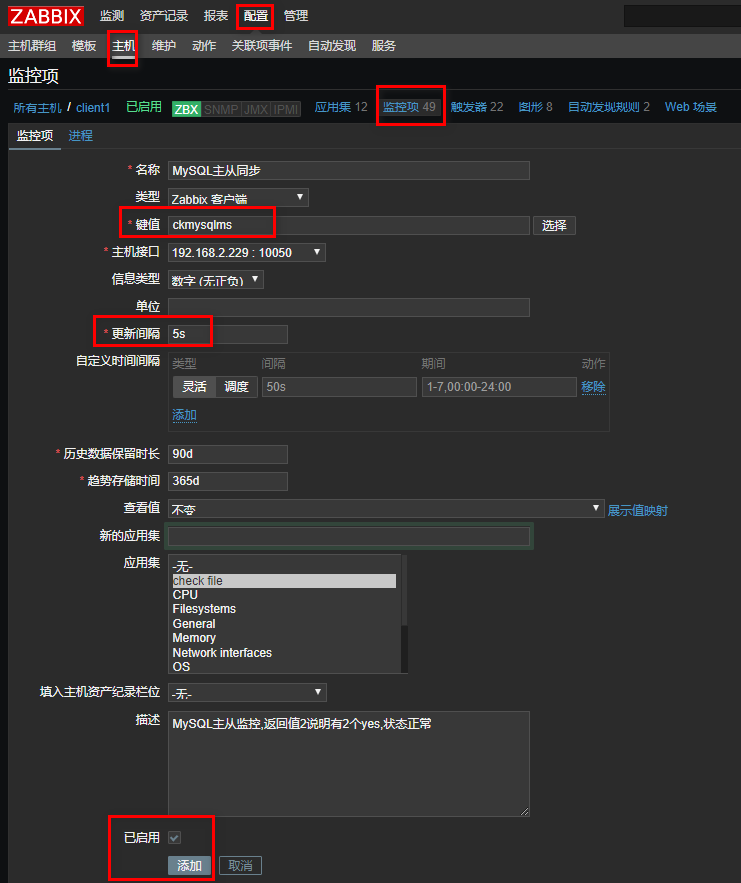 ZABBIX 监测 资产记录 报表 配置 管理
主机群组 模板 主机 维护 动作 关联项事件 自动发现 服务
监控项
所有主机 / client1 已启用 ZBX SNMP JMX IPMI 应用集 12 监控项 49 触发器 22 图形 8 自动发现规则 2 Web 场景
监控项 进程
* 名称 MySQL主从同步
类型 Zabbix 客户端
* 键值 ckmysqlms 选择
* 主机接口 192.168.2.229 : 10050
信息类型 数字 (无正负)
单位
* 更新间隔 5s
自定义时间间隔 类型 间隔 期间 动作
灵活 调度 50s 1-7,00:00-24:00 移除
添加
* 历史数据保留时长 90d
* 趋势存储时间 365d
查看值 不变 展示值映射
新的应用集
应用集 -无-
check file
CPU
Filesystems
General
Memory
Network interfaces
OS
填入主机资产纪录栏位 -无-
描述 MySQL主从监控,返回值2说明有2个yes,状态正常
已启用
添加 取消